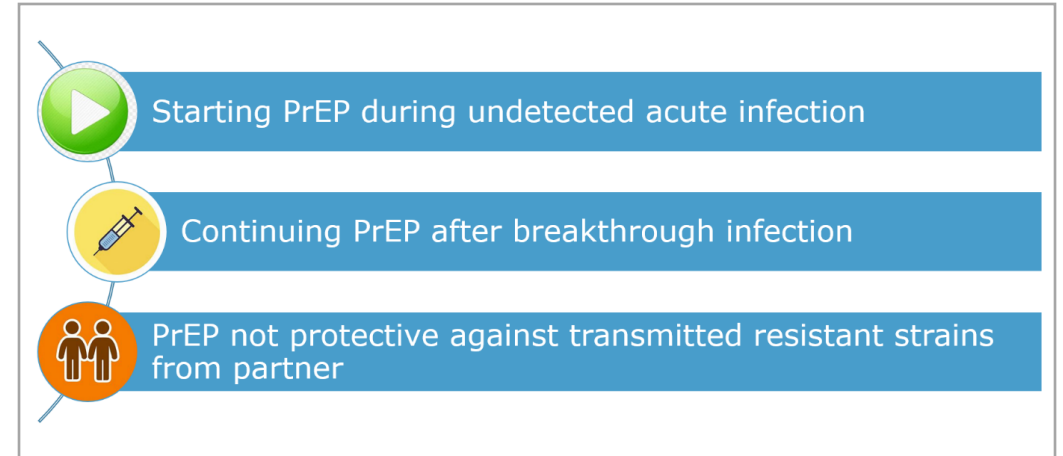 Starting PrEP during undetected acute infection
Continuing PrEP after breakthrough infection
PrEP not protective against transmitted resistant strains
from partner